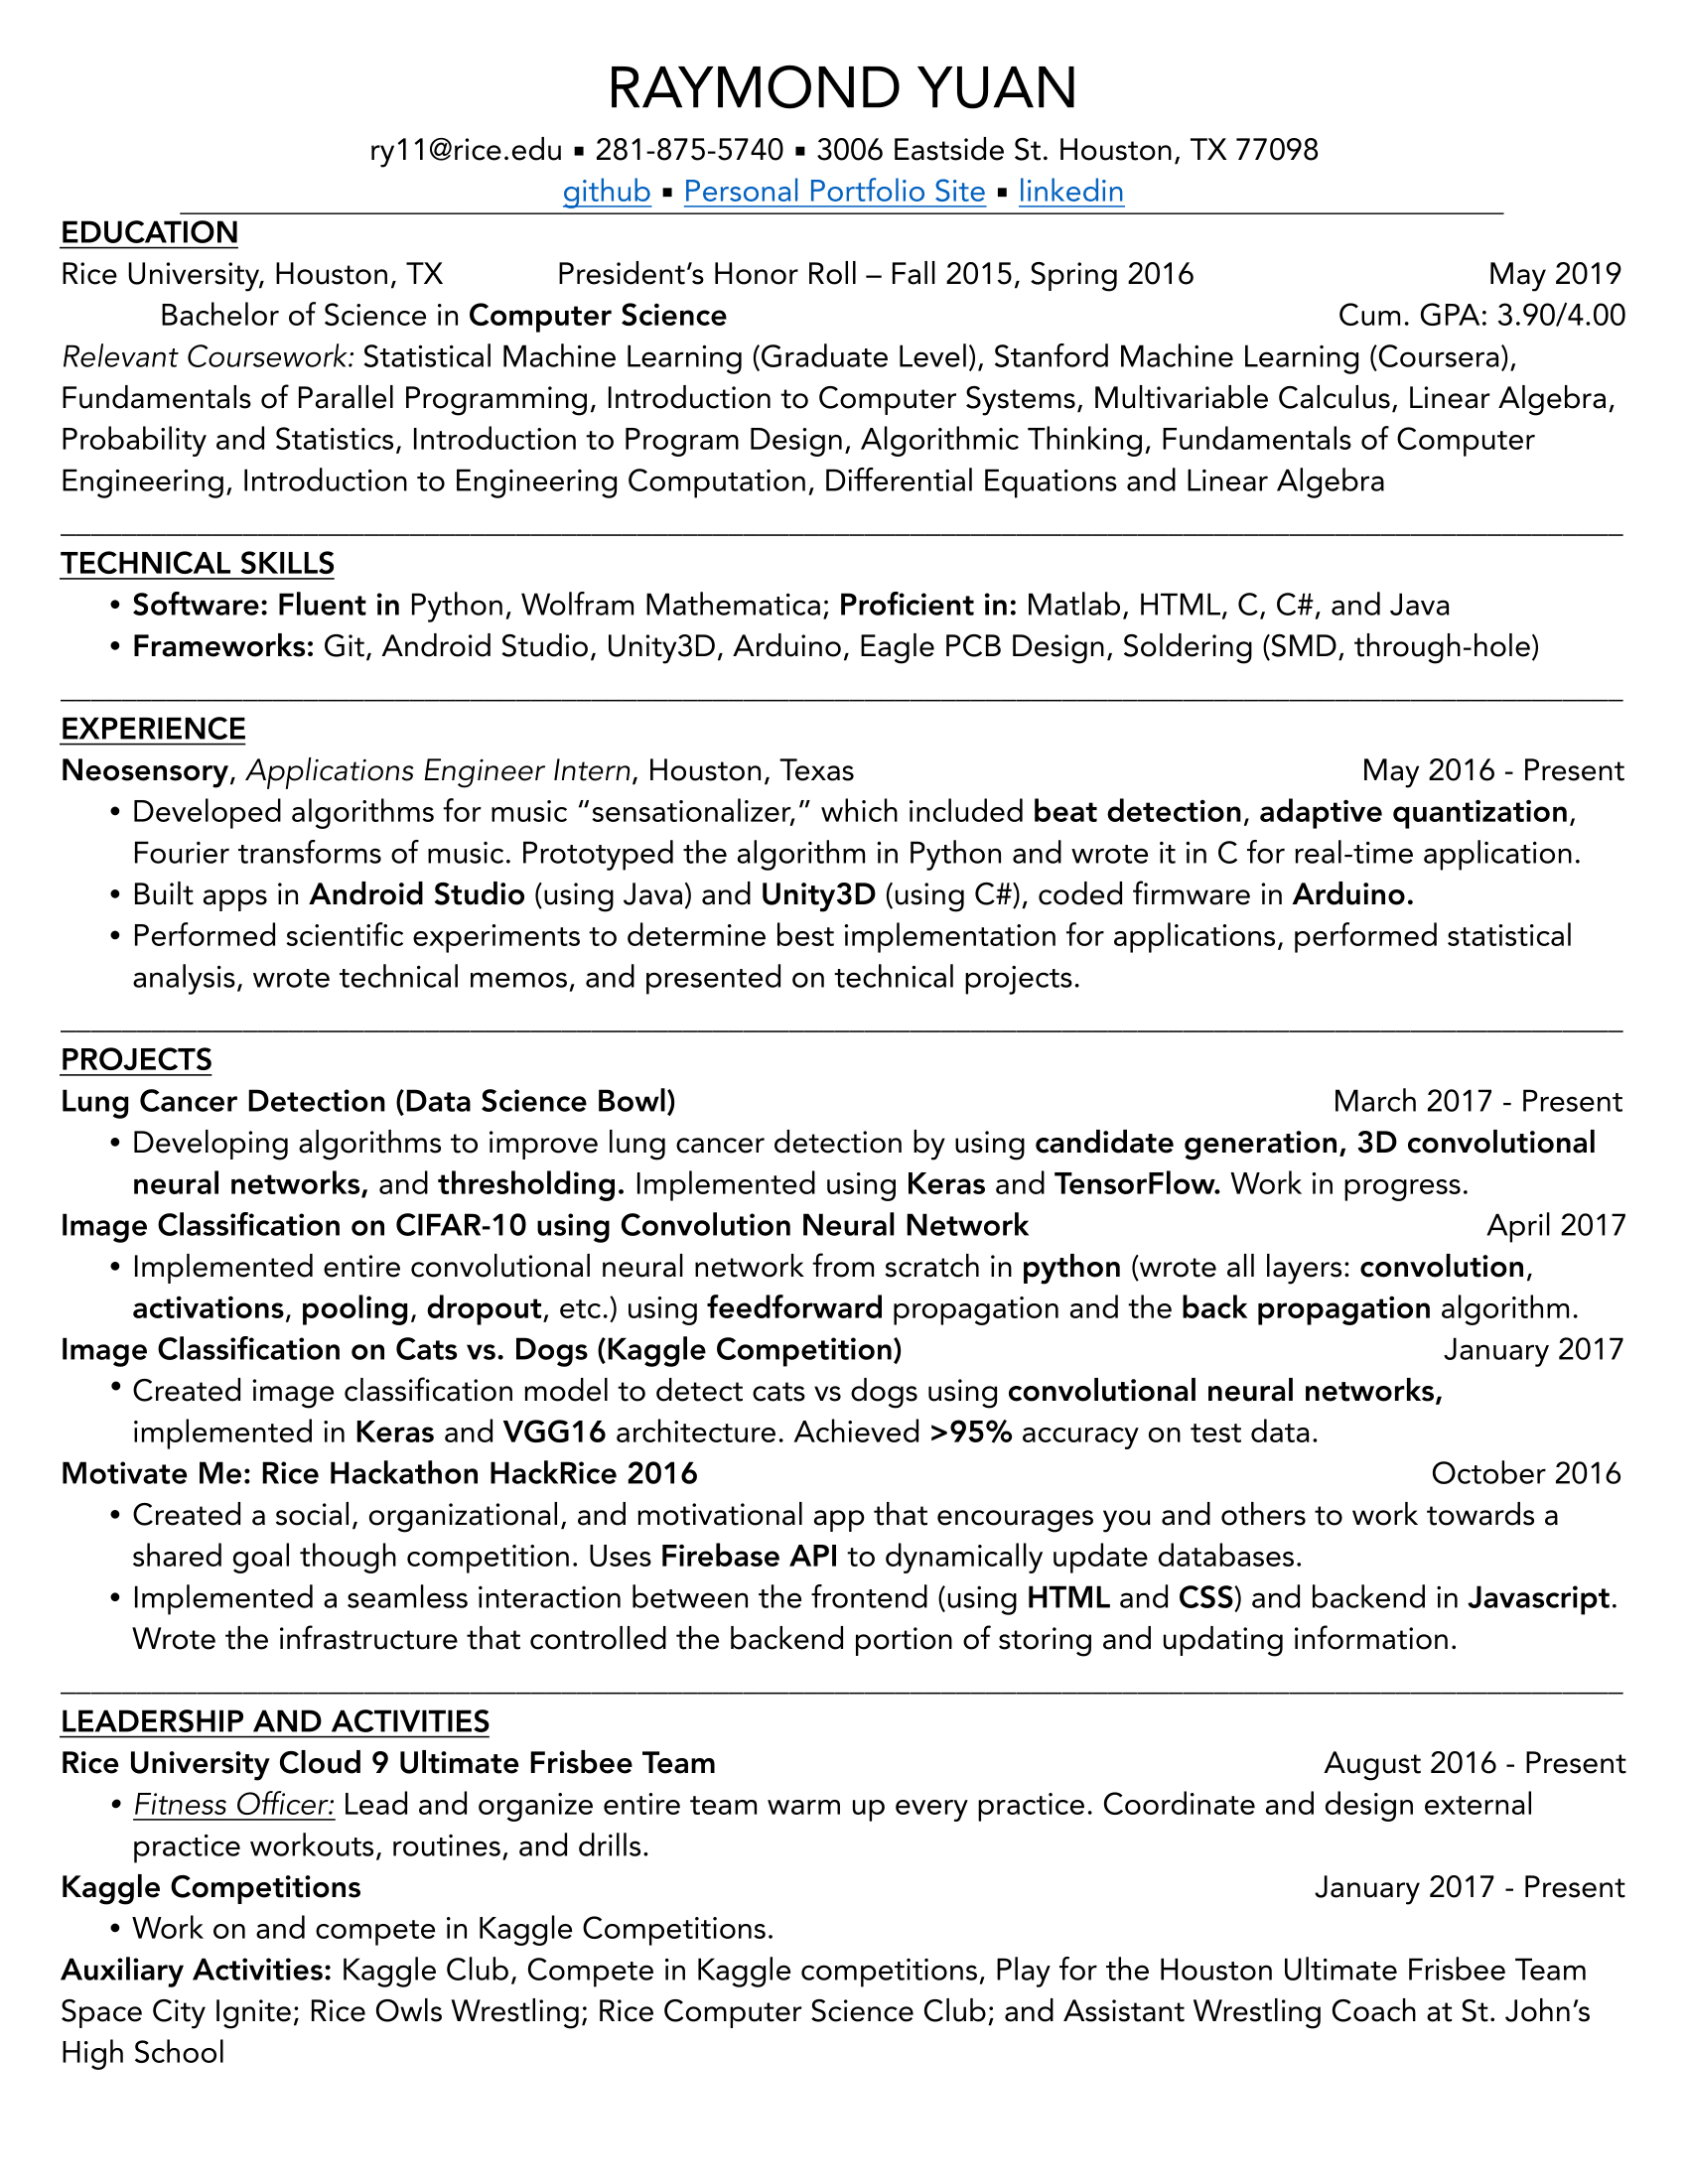 RAYMOND YUAN
ry11@rice.edu ▪ 281-875-5740 ▪ 3006 Eastside St. Houston, TX 77098
github ▪ Personal Portfolio Site ▪ linkedin
EDUCATION
Rice University, Houston, TX President’s Honor Roll – Fall 2015, Spring 2016 May 2019
Bachelor of Science in Computer Science Cum. GPA: 3.90/4.00
Relevant Coursework: Statistical Machine Learning (Graduate Level), Stanford Machine Learning (Coursera),
Fundamentals of Parallel Programming, Introduction to Computer Systems, Multivariable Calculus, Linear Algebra,
Probability and Statistics, Introduction to Program Design, Algorithmic Thinking, Fundamentals of Computer
Engineering, Introduction to Engineering Computation, Differential Equations and Linear Algebra
TECHNICAL SKILLS
• Software: Fluent in Python, Wolfram Mathematica; Proficient in: Matlab, HTML, C, C#, and Java
• Frameworks: Git, Android Studio, Unity3D, Arduino, Eagle PCB Design, Soldering (SMD, through-hole)
EXPERIENCE
Neosensory, Applications Engineer Intern, Houston, Texas May 2016 - Present
• Developed algorithms for music “sensationalizer,” which included beat detection, adaptive quantization,
Fourier transforms of music. Prototyped the algorithm in Python and wrote it in C for real-time application.
• Built apps in Android Studio (using Java) and Unity3D (using C#), coded firmware in Arduino.
• Performed scientific experiments to determine best implementation for applications, performed statistical
analysis, wrote technical memos, and presented on technical projects.
PROJECTS
Lung Cancer Detection (Data Science Bowl) March 2017 - Present
• Developing algorithms to improve lung cancer detection by using candidate generation, 3D convolutional
neural networks, and thresholding. Implemented using Keras and TensorFlow. Work in progress.
Image Classification on CIFAR-10 using Convolution Neural Network April 2017
• Implemented entire convolutional neural network from scratch in python (wrote all layers: convolution,
activations, pooling, dropout, etc.) using feedforward propagation and the back propagation algorithm.
Image Classification on Cats vs. Dogs (Kaggle Competition) January 2017
• Created image classification model to detect cats vs dogs using convolutional neural networks,
implemented in Keras and VGG16 architecture. Achieved >95% accuracy on test data.
Motivate Me: Rice Hackathon HackRice 2016 October 2016
• Created a social, organizational, and motivational app that encourages you and others to work towards a
shared goal though competition. Uses Firebase API to dynamically update databases.
• Implemented a seamless interaction between the frontend (using HTML and CSS) and backend in Javascript.
Wrote the infrastructure that controlled the backend portion of storing and updating information.
LEADERSHIP AND ACTIVITIES
Rice University Cloud 9 Ultimate Frisbee Team August 2016 - Present
• Fitness Officer: Lead and organize entire team warm up every practice. Coordinate and design external
practice workouts, routines, and drills.
Kaggle Competitions January 2017 - Present
• Work on and compete in Kaggle Competitions.
Auxiliary Activities: Kaggle Club, Compete in Kaggle competitions, Play for the Houston Ultimate Frisbee Team
Space City Ignite; Rice Owls Wrestling; Rice Computer Science Club; and Assistant Wrestling Coach at St. John’s
High School